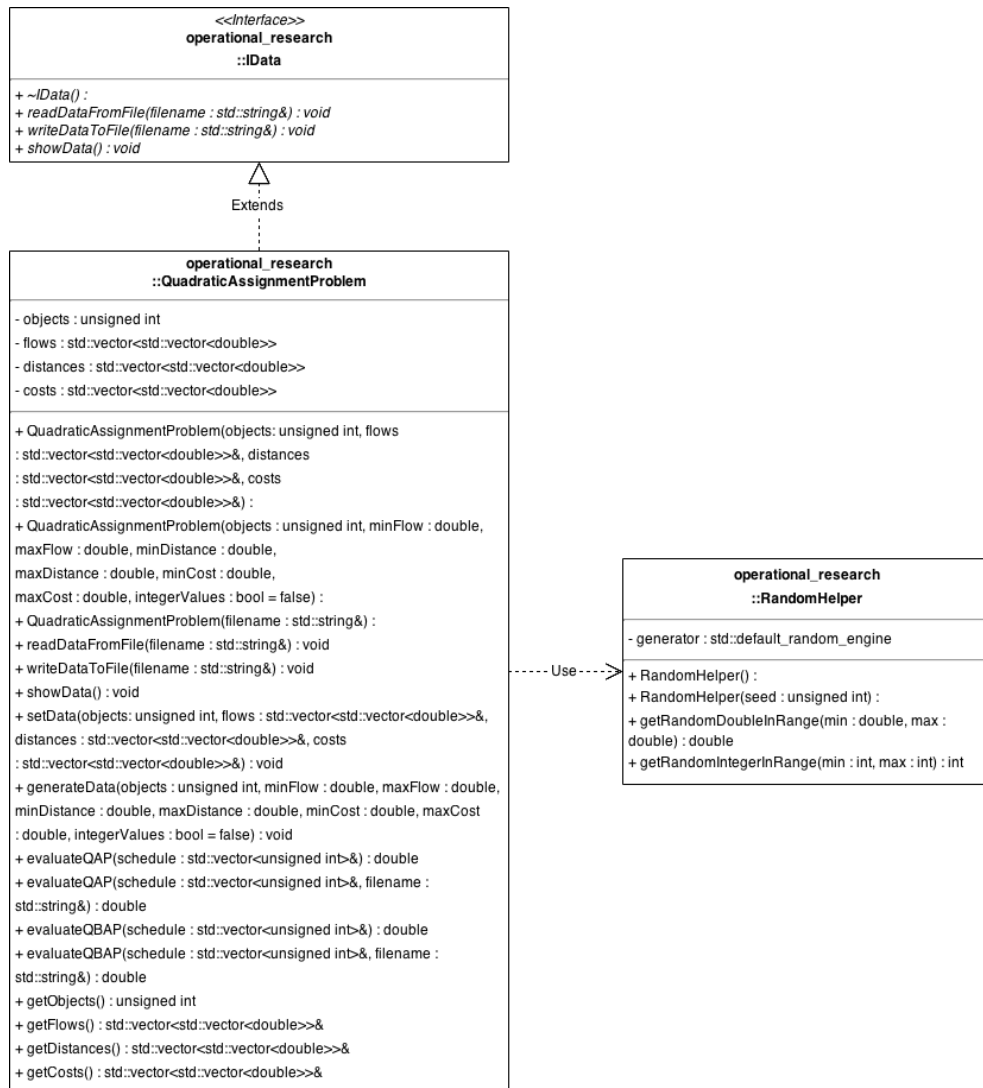 <<Interface>>
operational_research
::IData
+ ~IData() :
+ readDataFromFile(filename : std::string&) : void
+ writeDataToFile(filename : std::string&) : void
+ showData() : void
Extends
operational_research
::QuadraticAssignmentProblem
- objects : unsigned int
- flows : std::vector<std::vector<double>>
- distances : std::vector<std::vector<double>>
- costs : std::vector<std::vector<double>>
+ QuadraticAssignmentProblem(objects: unsigned int, flows
: std::vector<std::vector<double>>&, distances
: std::vector<std::vector<double>>&, costs
: std::vector<std::vector<double>>&) :
+ QuadraticAssignmentProblem(objects : unsigned int, minFlow : double,
maxFlow : double, minDistance : double,
maxDistance : double, minCost : double,
maxCost : double, integerValues : bool = false) :
+ QuadraticAssignmentProblem(filename : std::string&) :
+ readDataFromFile(filename : std::string&) : void
+ writeDataToFile(filename : std::string&) : void
+ showData() : void
+ setData(objects: unsigned int, flows : std::vector<std::vector<double>>&,
distances : std::vector<std::vector<double>>&, costs
: std::vector<std::vector<double>>&) : void
+ generateData(objects : unsigned int, minFlow : double, maxFlow : double,
minDistance : double, maxDistance : double, minCost : double, maxCost
: double, integerValues : bool = false) : void
+ evaluateQAP(schedule : std::vector<unsigned int>&) : double
+ evaluateQAP(schedule : std::vector<unsigned int>&, filename :
std::string&) : double
+ evaluateQBAP(schedule : std::vector<unsigned int>&) : double
+ evaluateQBAP(schedule : std::vector<unsigned int>&, filename :
std::string&) : double
+ getObjects() : unsigned int
+ getFlows() : std::vector<std::vector<double>>&
+ getDistances() : std::vector<std::vector<double>>&
+ getCosts() : std::vector<std::vector<double>>&
Use
operational_research
::RandomHelper
- generator : std::default_random_engine
+ RandomHelper() :
+ RandomHelper(seed : unsigned int) :
+ getRandomDoubleInRange(min : double, max :
double) : double
+ getRandomIntegerInRange(min : int, max : int) : int